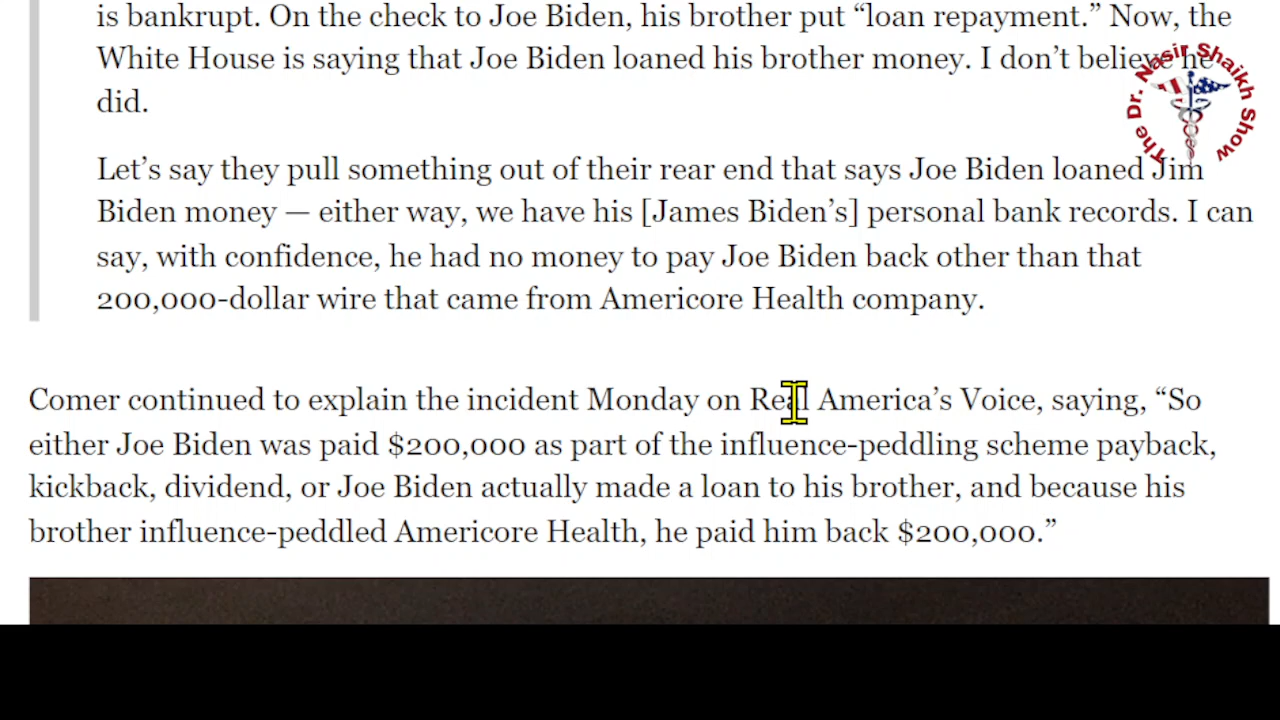 is bankrupt. On the check to Joe Biden, his brother put “loan repayment.” Now, the
White House is saying that Joe Biden loaned his brother money. I don’t believe he
did.
Let’s say they pull something out of their rear end that says Joe Biden loaned Jim
Biden money — either way, we have his [James Biden’s] personal bank records. I can
say, with confidence, he had no money to pay Joe Biden back other than that
200,000-dollar wire that came from Americore Health company.
Comer continued to explain the incident Monday on Real America’s Voice, saying, “So
either Joe Biden was paid $200,000 as part of the influence-peddling scheme payback,
kickback, dividend, or Joe Biden actually made a loan to his brother, and because his
brother influence-peddled Americore Health, he paid him back $200,000.”
The Dr. Nasir Shaikh Show